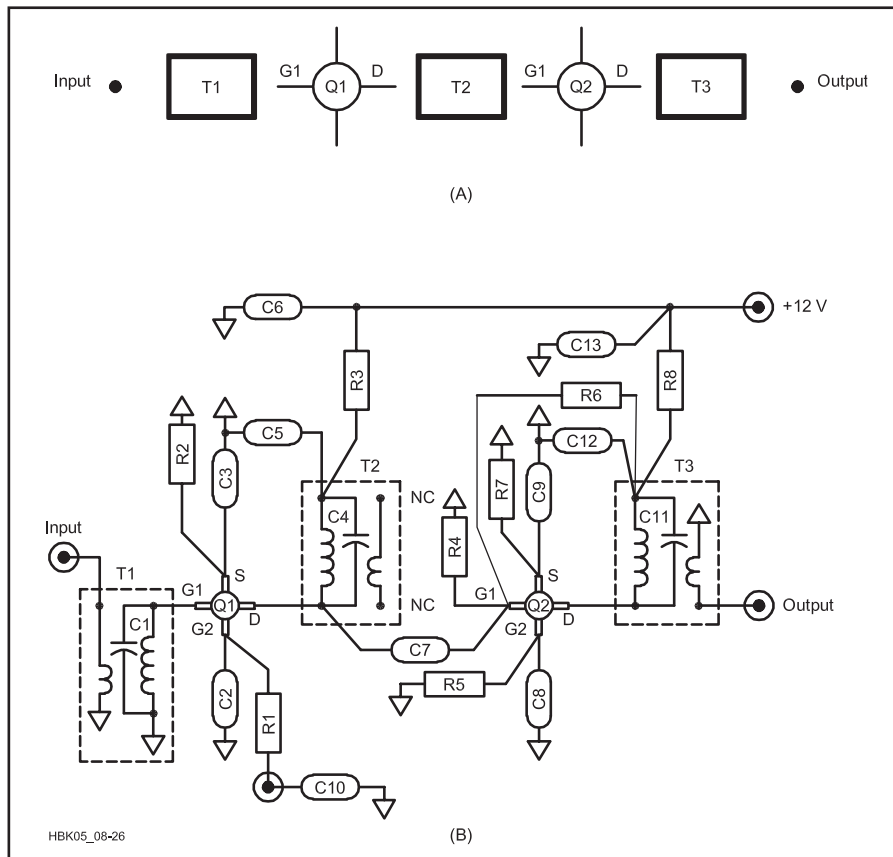 Input T1 G1 Q1 D T2 G1 Q2 D T3 Output
(A)
C6 +12 V
C13
R3 R8
R6
R2 C5 C12
C3 T2 R7 C9 T3
NC
C4 R4 C11
Input
T1 S S
G1 Q1 D NC G1 Q2 D Output
C1 G2 G2
C7
R5
C2 R1 C8
C10
HBK05_08-26 (B)